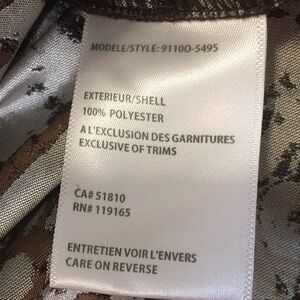 MODELE/STYLE: 91100-5495
EXTERIEUR/SHELL
100% POLYESTER
A L'EXCLUSION DES GARNITURES
EXCLUSIVE OF TRIMS
CA# 51810
RN# 119165
ENTRETIEN VOIR L'ENVERS
CARE ON REVERSE